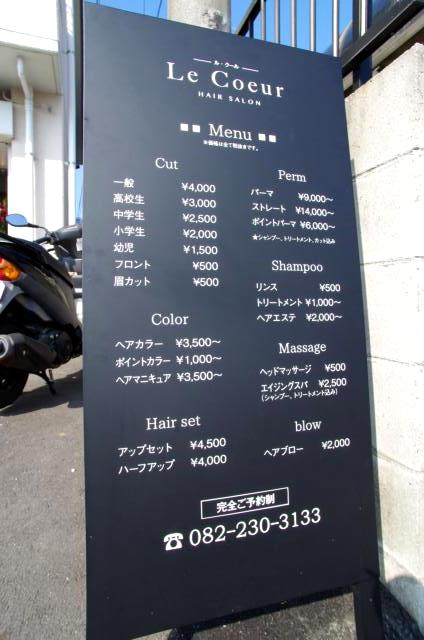 ル・クール
Le Coeur
HAIR SALON
Menu
※価格は全て税抜きです。
Cut
一般 ¥4,000
高校生 ¥3,000
中学生 ¥2,500
小学生 ¥2,000
幼児 ¥1,500
フロント ¥500
眉カット ¥500
Color
ヘアカラー ¥3,500～
ポイントカラー ¥1,000～
ヘアマニキュア ¥3,500～
Hair set
アップセット ¥4,500
ハーフアップ ¥4,000
Perm
パーマ ¥9,000～
ストレート ¥14,000～
ポイントパーマ ¥6,000～
★シャンプー、トリートメント、カット込み
Shampoo
リンス ¥500
トリートメント ¥1,000～
ヘアエステ ¥2,000～
Massage
ヘッドマッサージ ¥500
エイジングスパ ¥2,500
(シャンプー、トリートメント込み)
blow
ヘアブロー ¥2,000
完全ご予約制
☎ 082-230-3133